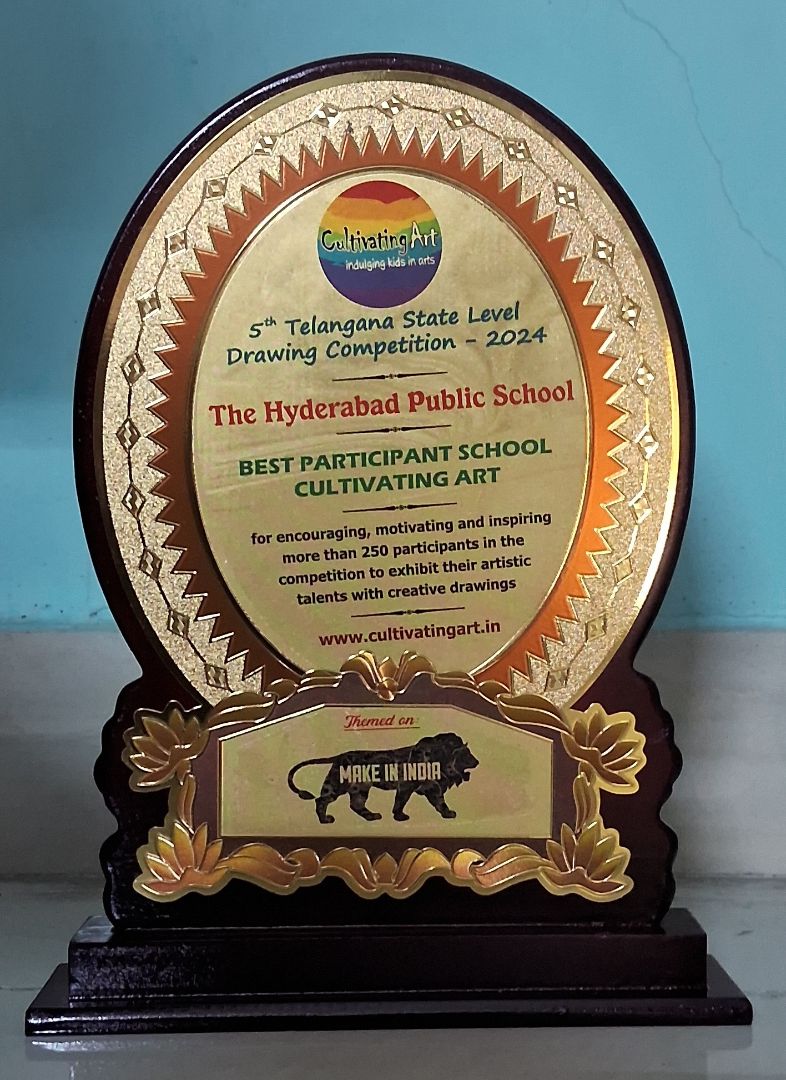 Cultivating Art
indulging kids in arts
5th Telangana State Level
Drawing Competition - 2024
The Hyderabad Public School
BEST PARTICIPANT SCHOOL
CULTIVATING ART
for encouraging, motivating and inspiring
more than 250 participants in the
competition to exhibit their artistic
talents with creative drawings
www.cultivatingart.in
Themed on:
MAKE IN INDIA